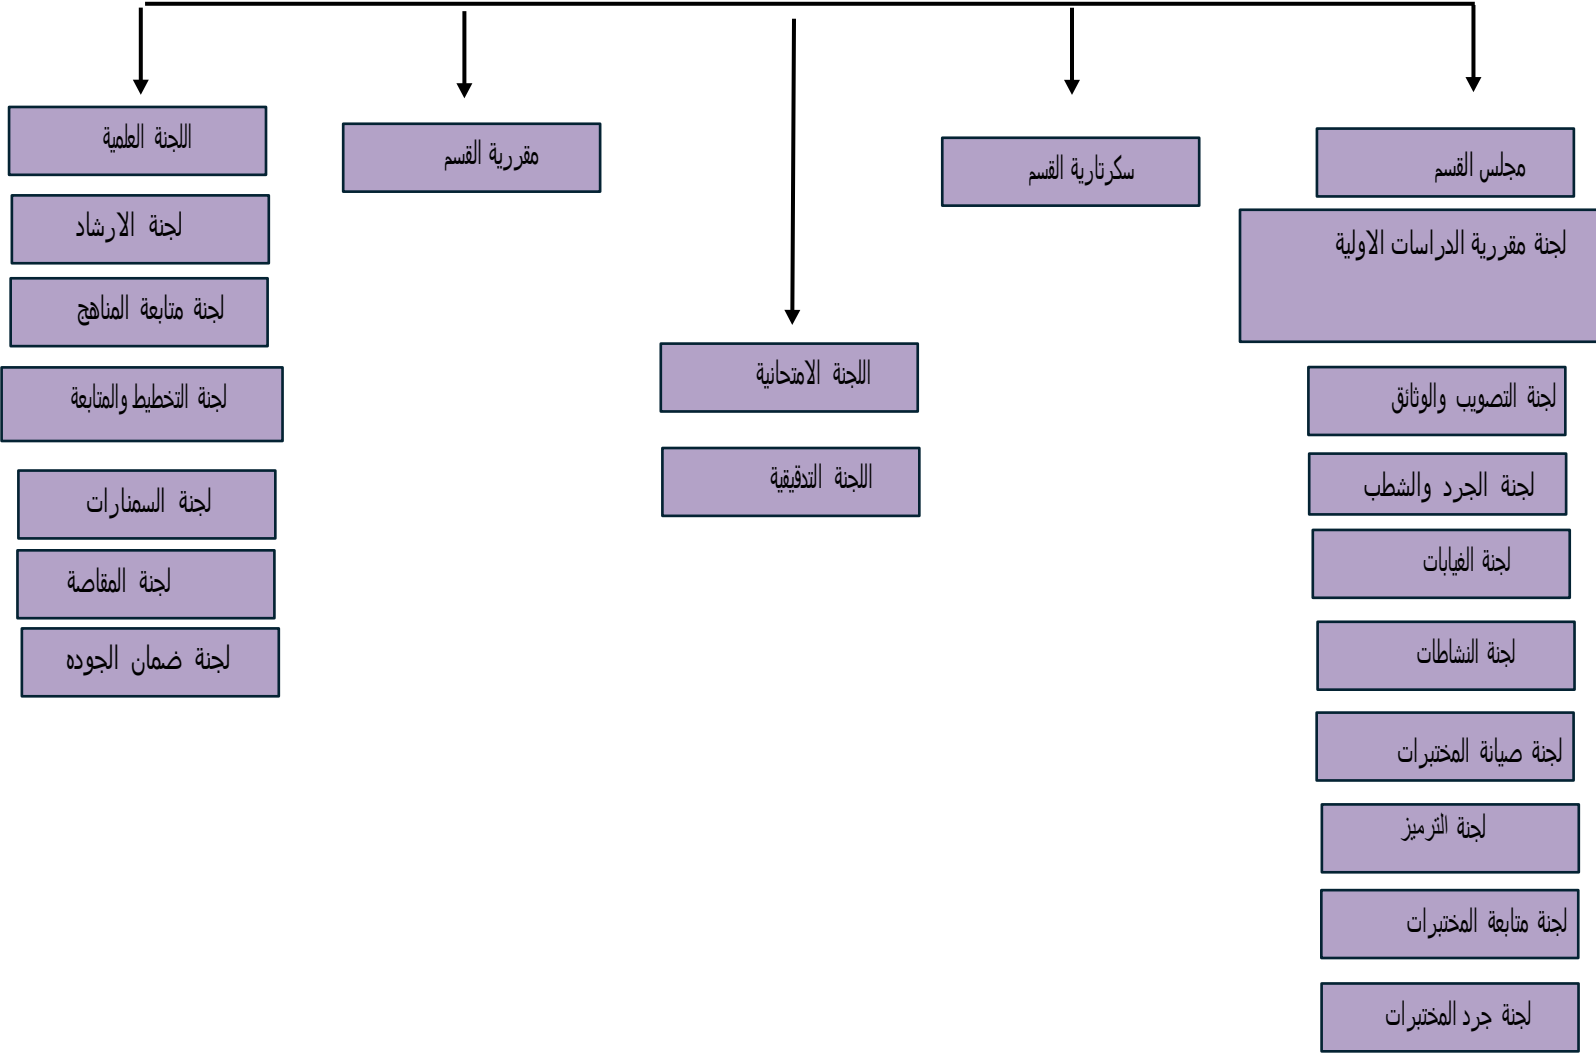 مجلس القسم
لجنة مقررية الدراسات الاولية
لجنة التصويب والوثائق
لجنة الجرد والشطب
لجنة الغيابات
لجنة النشاطات
لجنة صيانة المختبرات
لجنة الترميز
لجنة متابعة المختبرات
لجنة جرد المختبرات
سكرتارية القسم
اللجنة الامتحانية
اللجنة التدقيقية
مقررية القسم
اللجنة العلمية
لجنة الارشاد
لجنة متابعة المناهج
لجنة التخطيط والمتابعة
لجنة السمنارات
لجنة المقاصة
لجنة ضمان الجوده